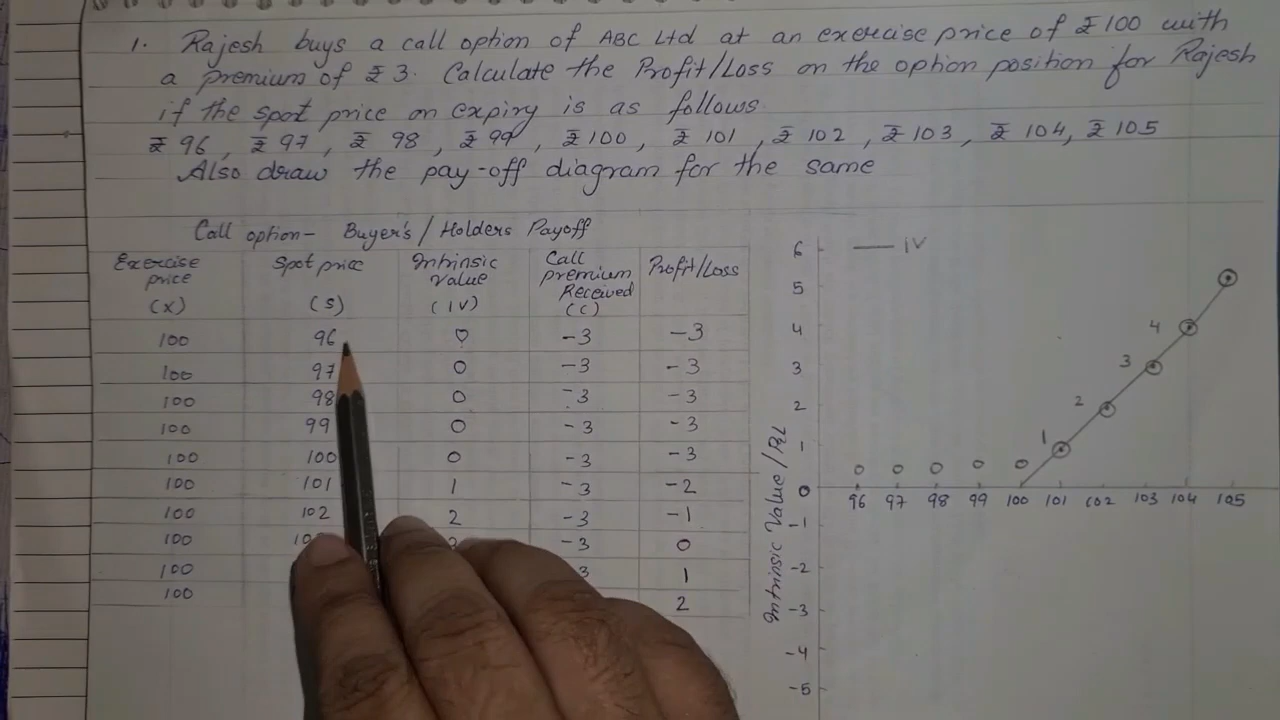 1. Rajesh buys a call option of ABC Ltd at an exercise price of ₹100 with
a premium of ₹3. Calculate the Profit/Loss on the option position for Rajesh
if the spot price on expiry is as follows
₹96, ₹97, ₹98, ₹99, ₹100, ₹101, ₹102, ₹103, ₹104, ₹105
Also draw the pay-off diagram for the same
Call option- Buyer's/Holders Payoff
Exercise price (X) Spot price (S) Intrinsic Value (IV) Call premium Received (C) Profit/Loss
100 96 0 -3 -3
100 97 0 -3 -3
100 98 0 -3 -3
100 99 0 -3 -3
100 100 0 -3 -3
100 101 1 -3 -2
100 102 2 -3 -1
100 -3 0
100 3 1
100 2
— IV
6
5
4 4
3 3
2 2
1 1
0 0 0 0 0
0
96 97 98 99 100 101 102 103 104 105
-1
-2
-3
-4
-5
Intrinsic Value/P&L